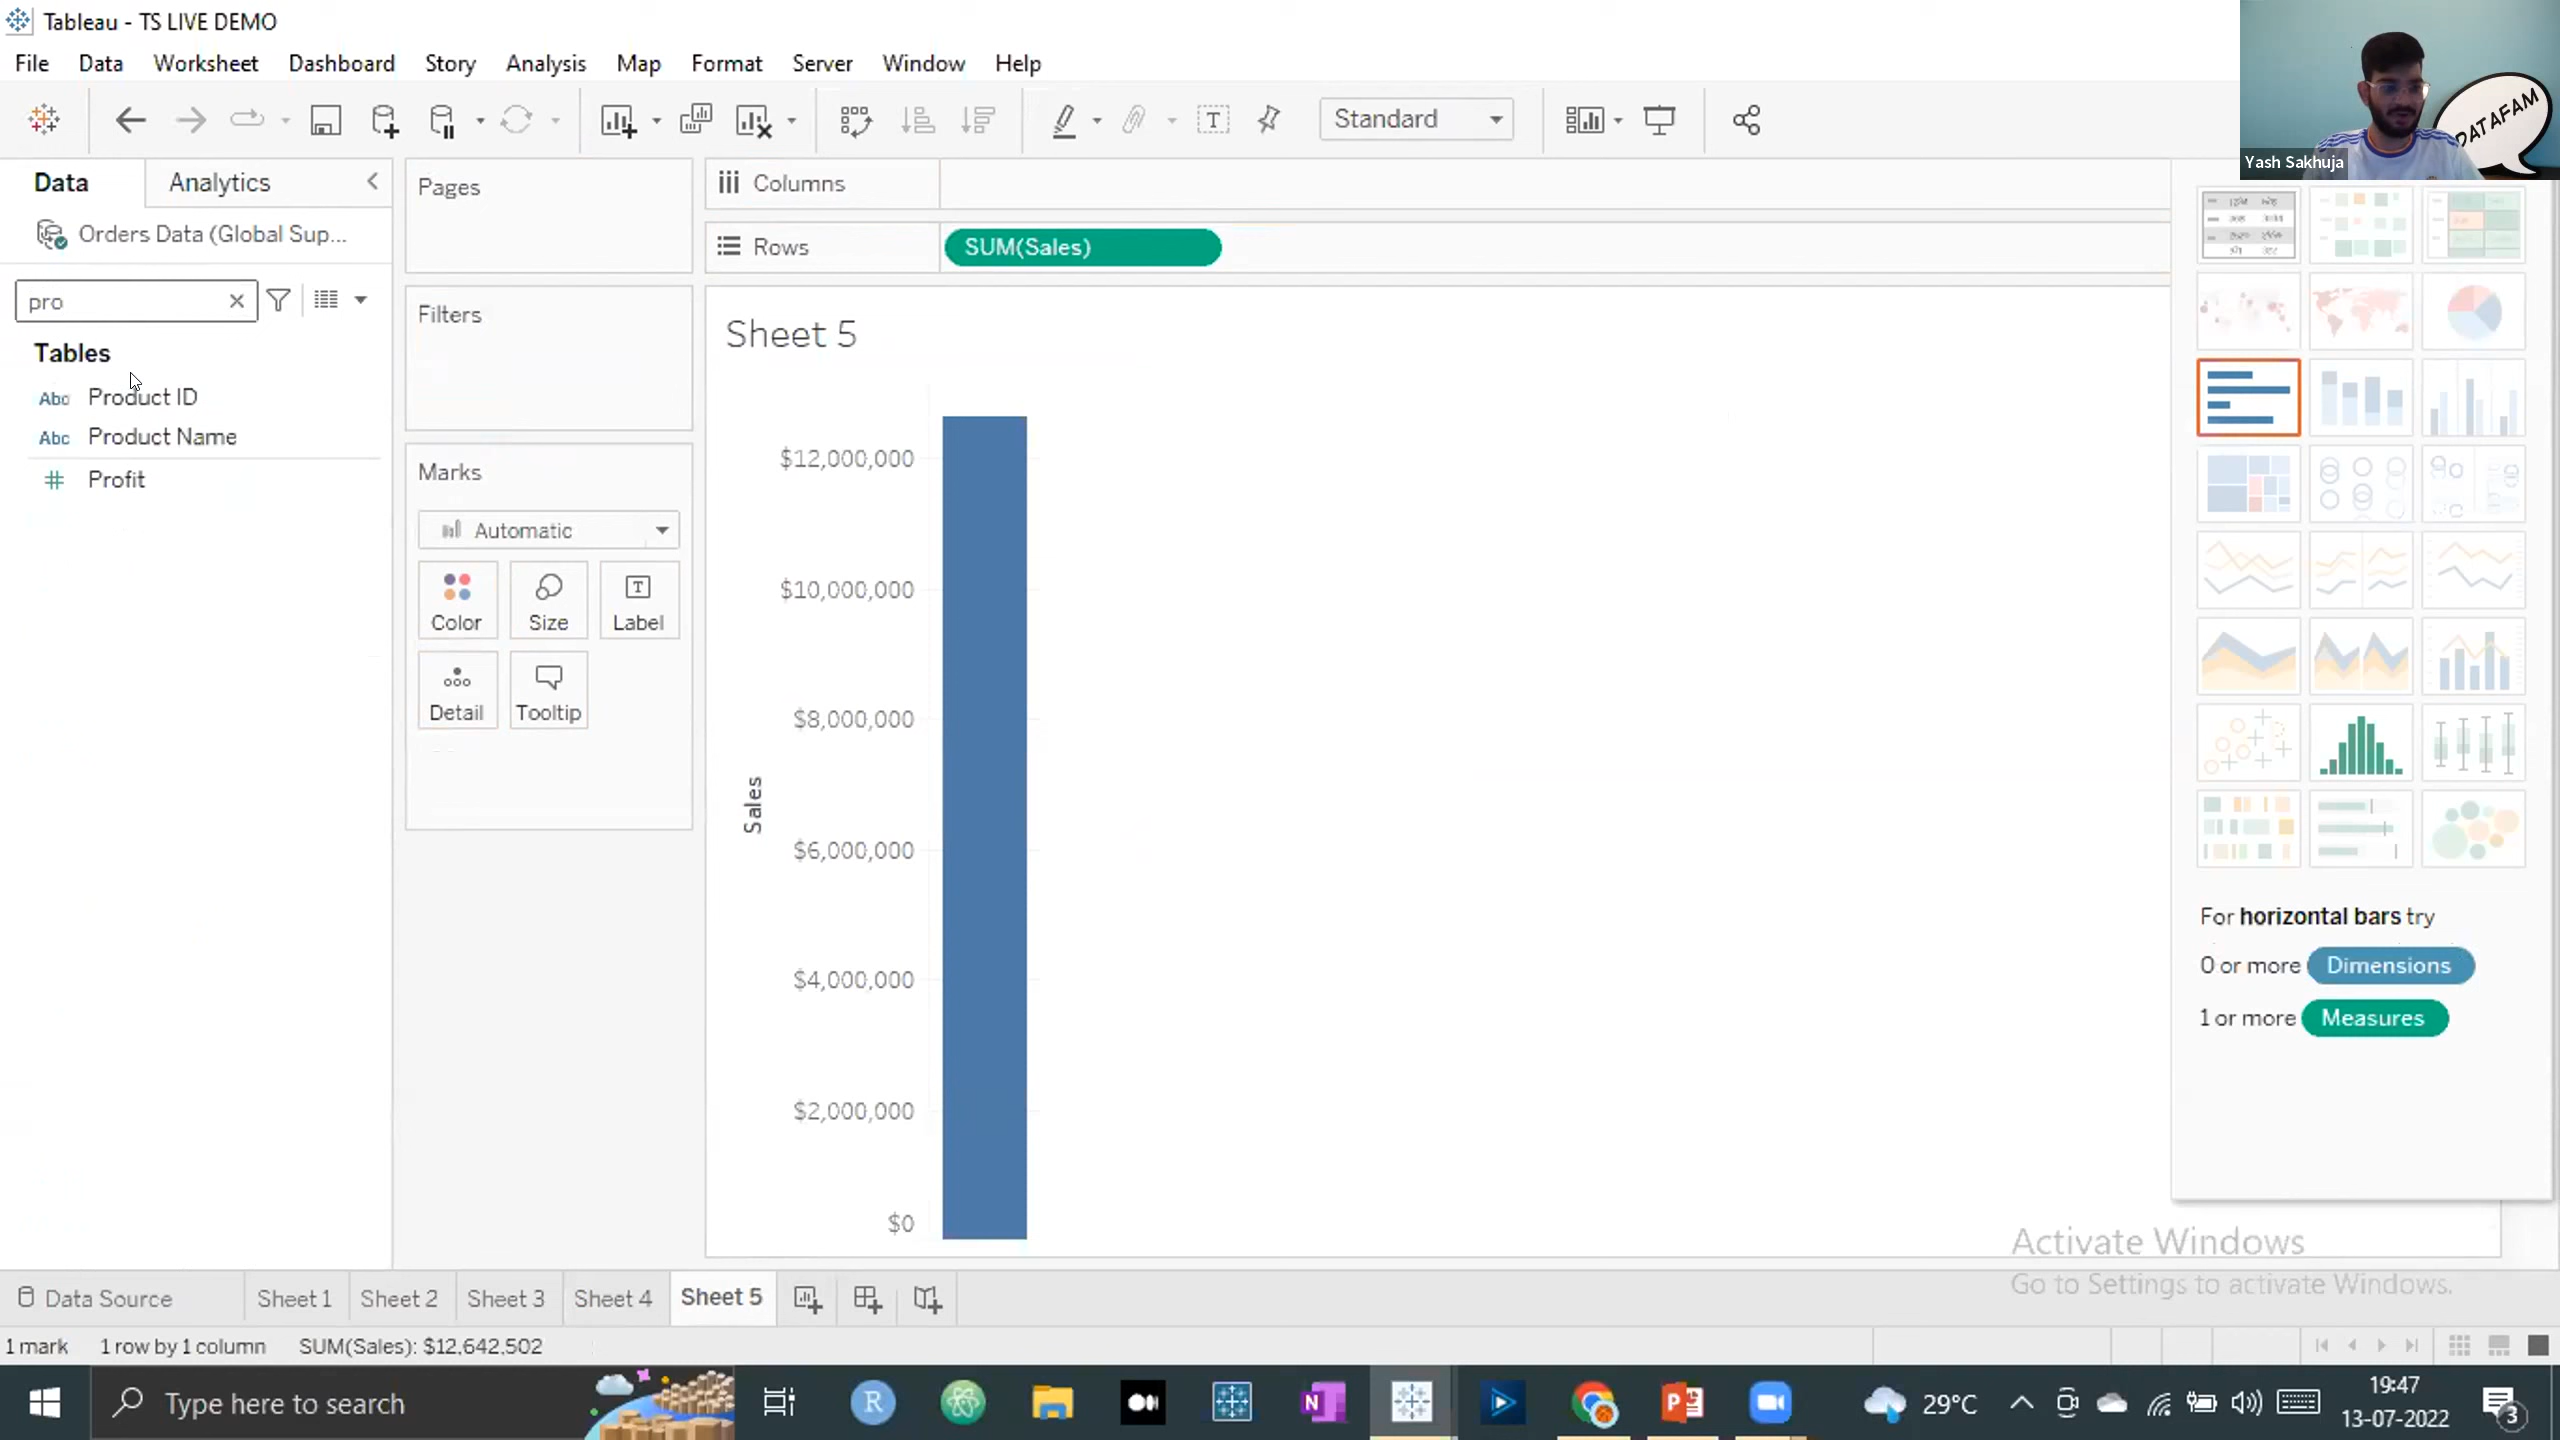 Tableau - TS LIVE DEMO
File Data Worksheet Dashboard Story Analysis Map Format Server Window Help
Standard
DATAFAM
Yash Sakhuja
Data Analytics
Orders Data (Global Sup...
pro
Tables
Abc Product ID
Abc Product Name
# Profit
Pages
Filters
Marks
Automatic
Color Size Label
Detail Tooltip
Columns
Rows SUM(Sales)
Sheet 5
$12,000,000
$10,000,000
$8,000,000
$6,000,000
$4,000,000
$2,000,000
$0
Sales
For horizontal bars try
0 or more Dimensions
1 or more Measures
Activate Windows
Go to Settings to activate Windows.
Data Source Sheet 1 Sheet 2 Sheet 3 Sheet 4 Sheet 5
1 mark 1 row by 1 column SUM(Sales): $12,642,502
Type here to search
29°C
19:47
13-07-2022
3